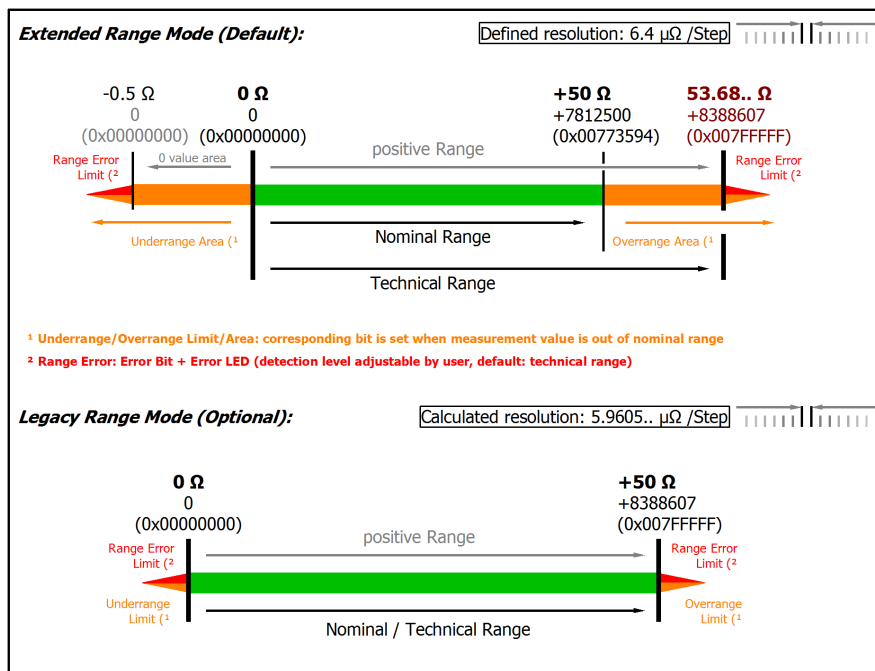 Extended Range Mode (Default):
Defined resolution: 6.4 µΩ /Step
-0.5 Ω
0
(0x00000000)
0 Ω
0
(0x00000000)
+50 Ω
+7812500
(0x00773594)
53.68.. Ω
+8388607
(0x007FFFFF)
Range Error
Limit (²
0 value area
positive Range
Range Error
Limit (²
Underrange Area (¹
Nominal Range
Overrange Area (¹
Technical Range
¹ Underrange/Overrange Limit/Area: corresponding bit is set when measurement value is out of nominal range
² Range Error: Error Bit + Error LED (detection level adjustable by user, default: technical range)
Legacy Range Mode (Optional):
Calculated resolution: 5.9605.. µΩ /Step
0 Ω
0
(0x00000000)
+50 Ω
+8388607
(0x007FFFFF)
Range Error
Limit (²
positive Range
Range Error
Limit (²
Underrange
Limit (¹
Nominal / Technical Range
Overrange
Limit (¹